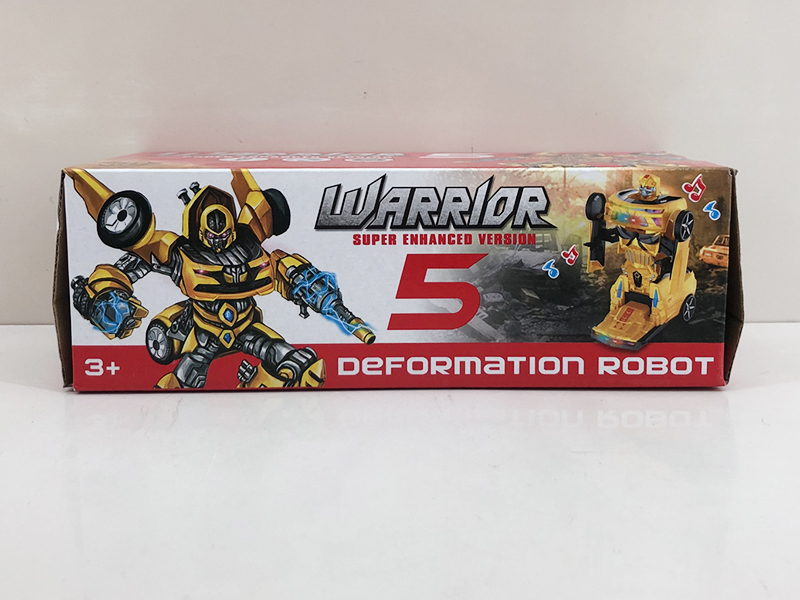 WARRIOR
SUPER ENHANCED VERSION
5
3+
DEFORMATION ROBOT